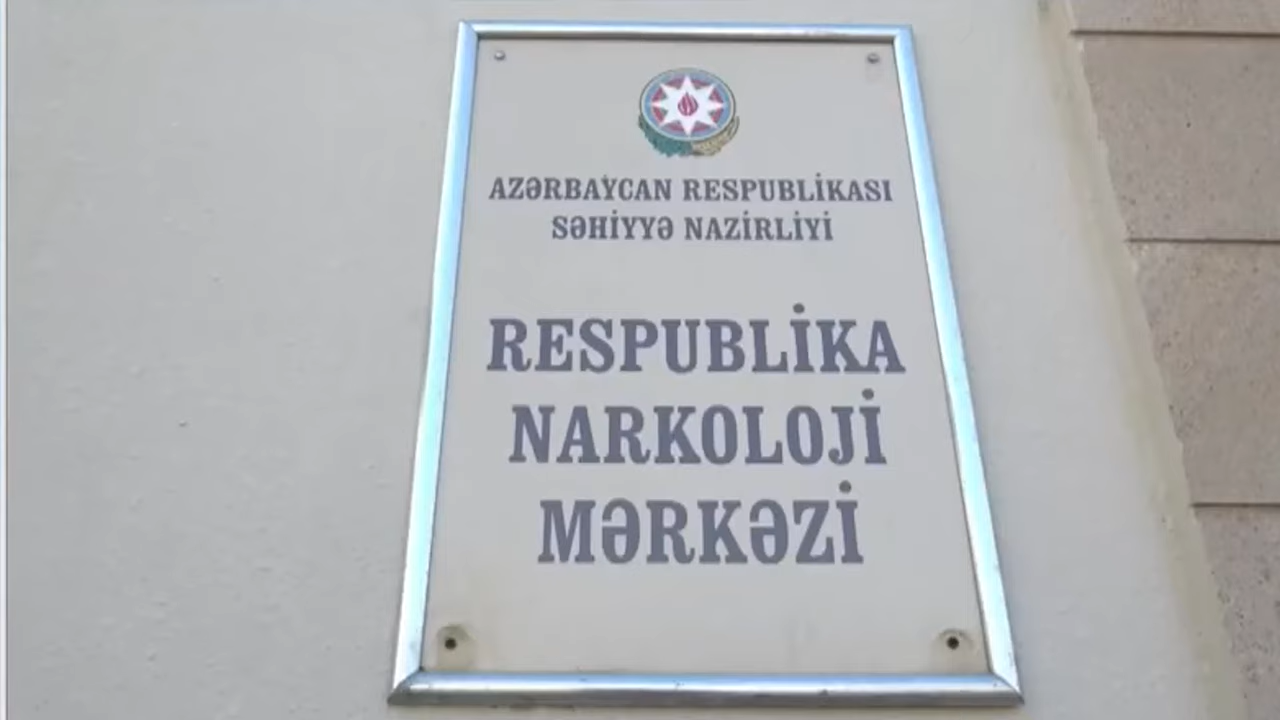 AZƏRBAYCAN RESPUBLİKASI
SƏHİYYƏ NAZİRLİYİ
RESPUBLİKA
NARKOLOJİ
MƏRKƏZİ